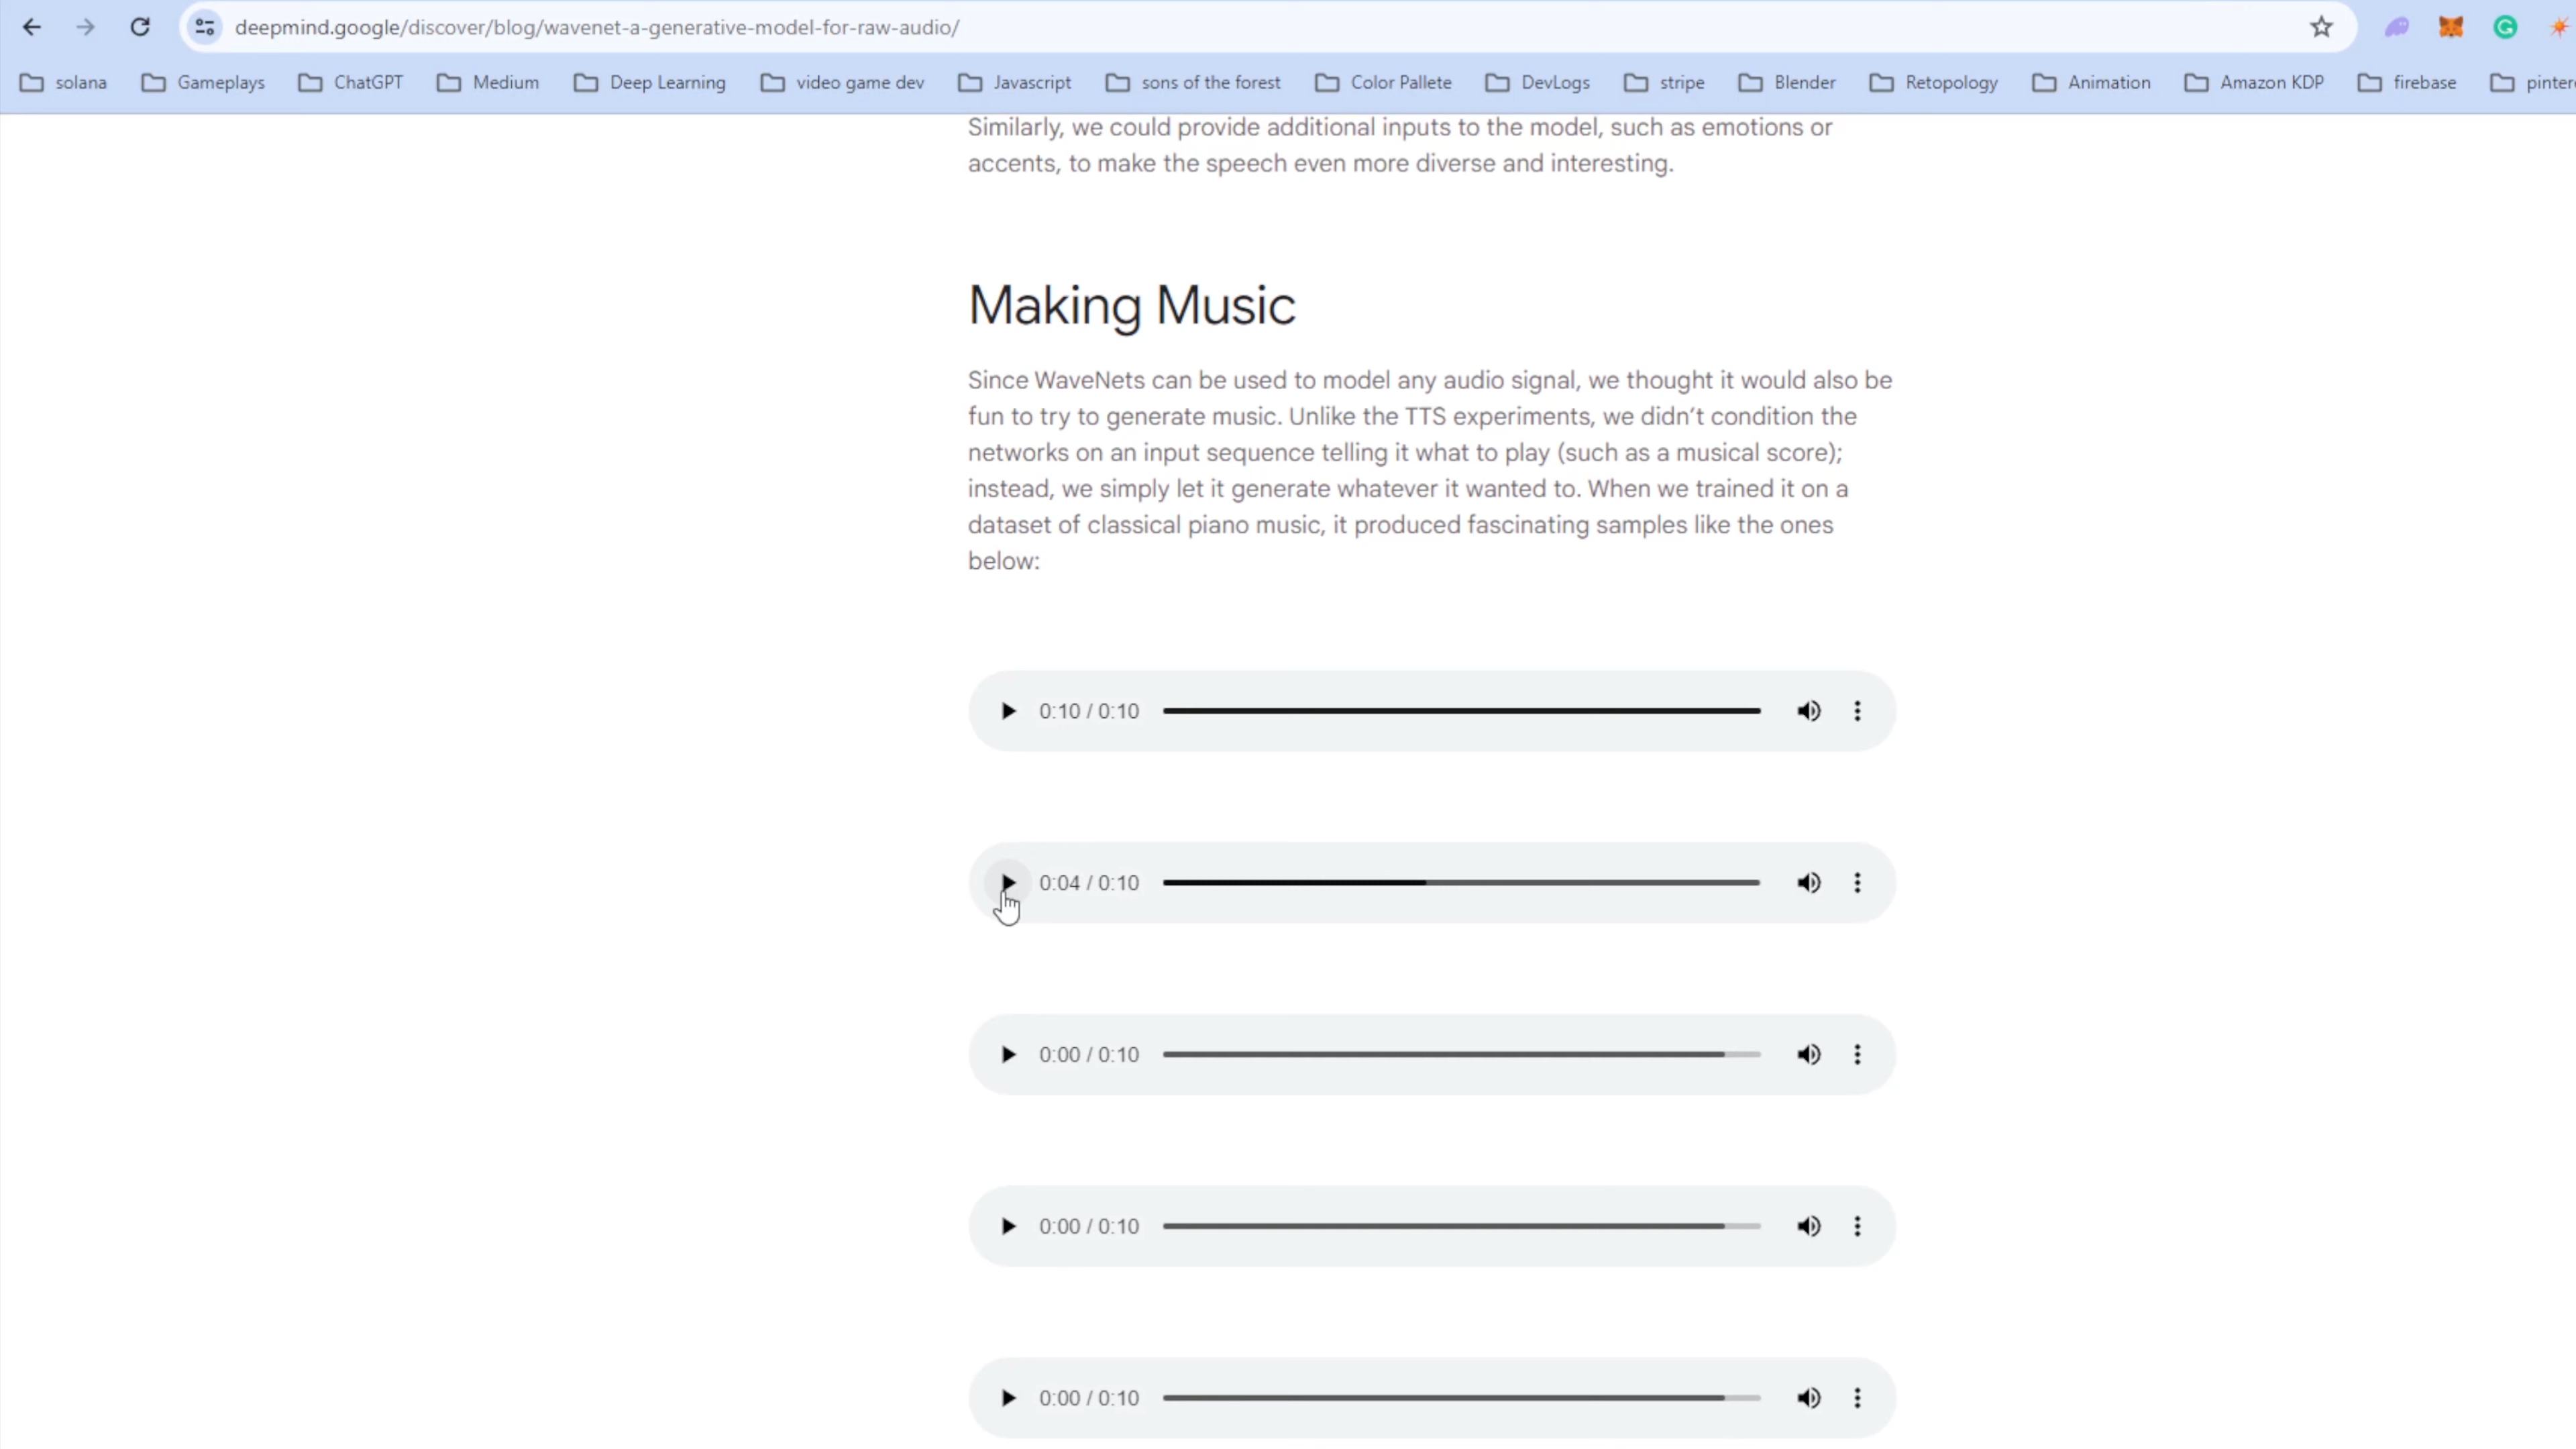 deepmind.google/discover/blog/wavenet-a-generative-model-for-raw-audio/
solana Gameplays ChatGPT Medium Deep Learning video game dev Javascript sons of the forest Color Pallete DevLogs stripe Blender Retopology Animation Amazon KDP firebase pinter
Similarly, we could provide additional inputs to the model, such as emotions or
accents, to make the speech even more diverse and interesting.
Making Music
Since WaveNets can be used to model any audio signal, we thought it would also be
fun to try to generate music. Unlike the TTS experiments, we didn’t condition the
networks on an input sequence telling it what to play (such as a musical score);
instead, we simply let it generate whatever it wanted to. When we trained it on a
dataset of classical piano music, it produced fascinating samples like the ones
below:
0:10 / 0:10
0:04 / 0:10
0:00 / 0:10
0:00 / 0:10
0:00 / 0:10